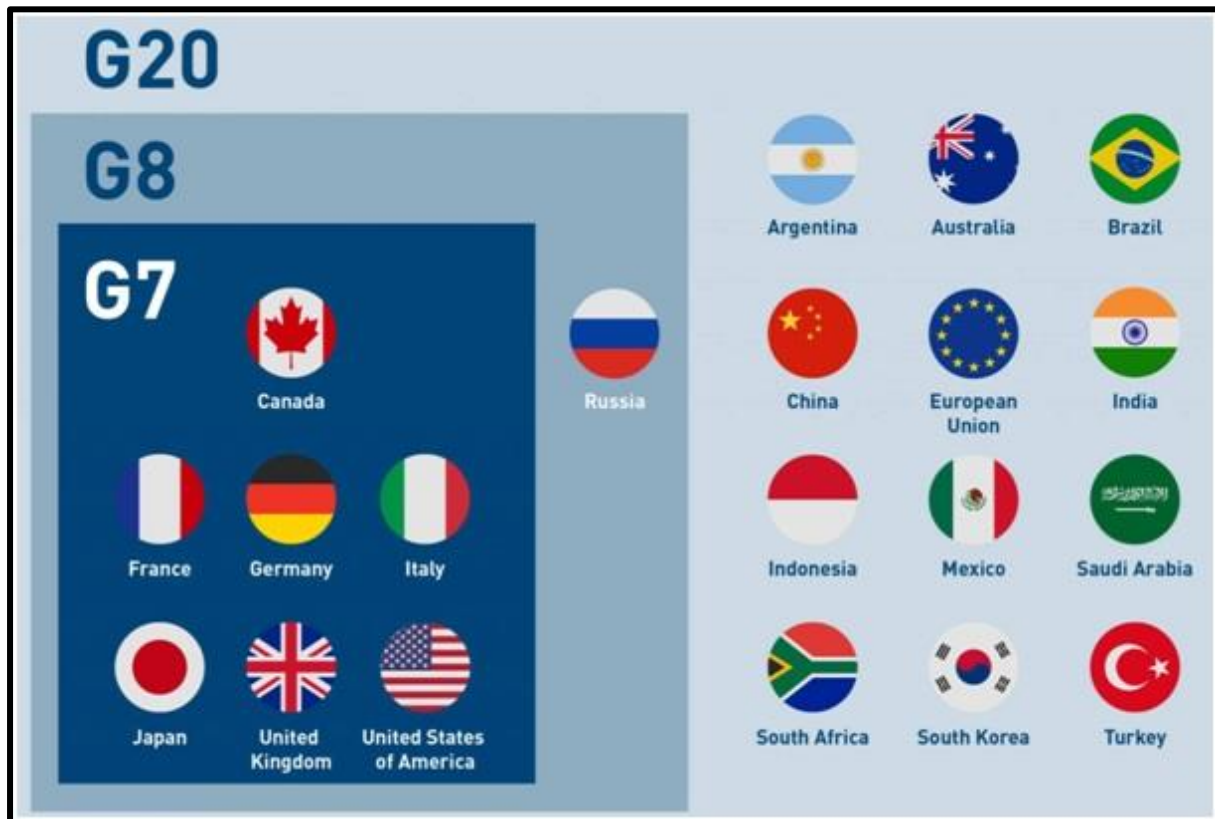 G20
G8
G7
Canada
France
Germany
Italy
Japan
United
Kingdom
United States
of America
Russia
Argentina
Australia
Brazil
China
European
Union
India
Indonesia
Mexico
Saudi Arabia
South Africa
South Korea
Turkey